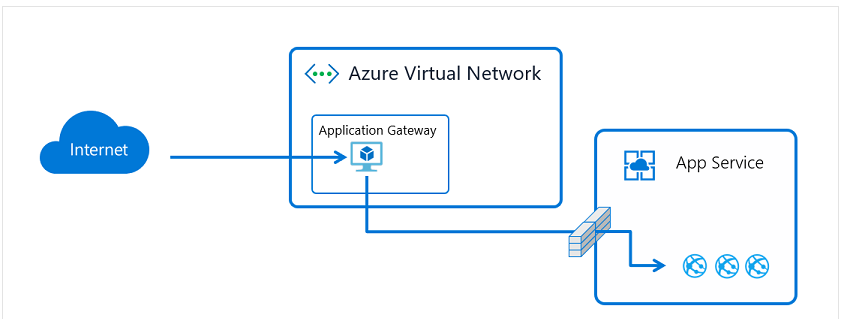 Azure Virtual Network
Application Gateway
Internet
App Service